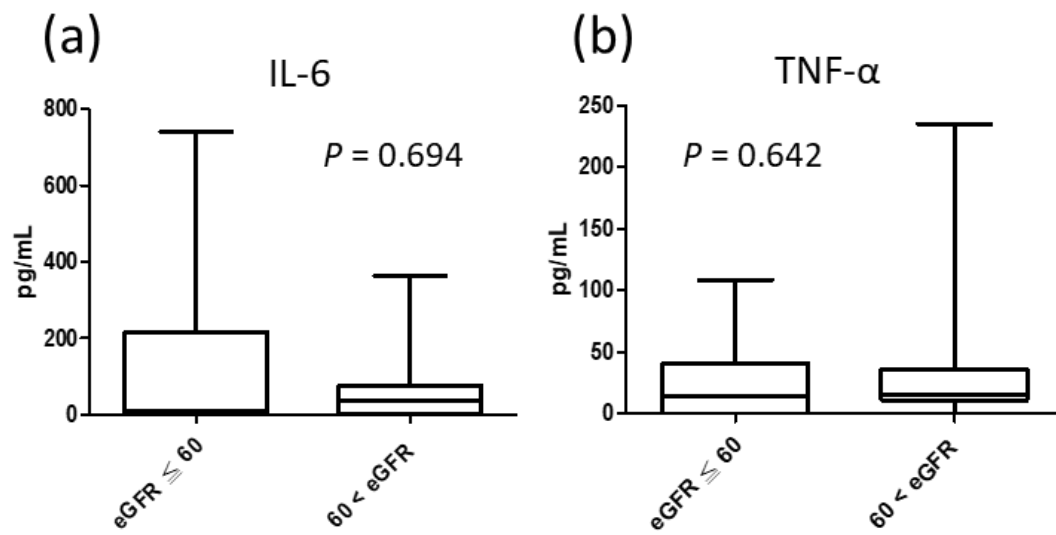 (a)
IL-6
P = 0.694
pg/mL
800
600
400
200
0
eGFR ≦ 60
60 < eGFR
(b)
TNF-α
P = 0.642
pg/mL
250
200
150
100
50
0
eGFR ≦ 60
60 < eGFR